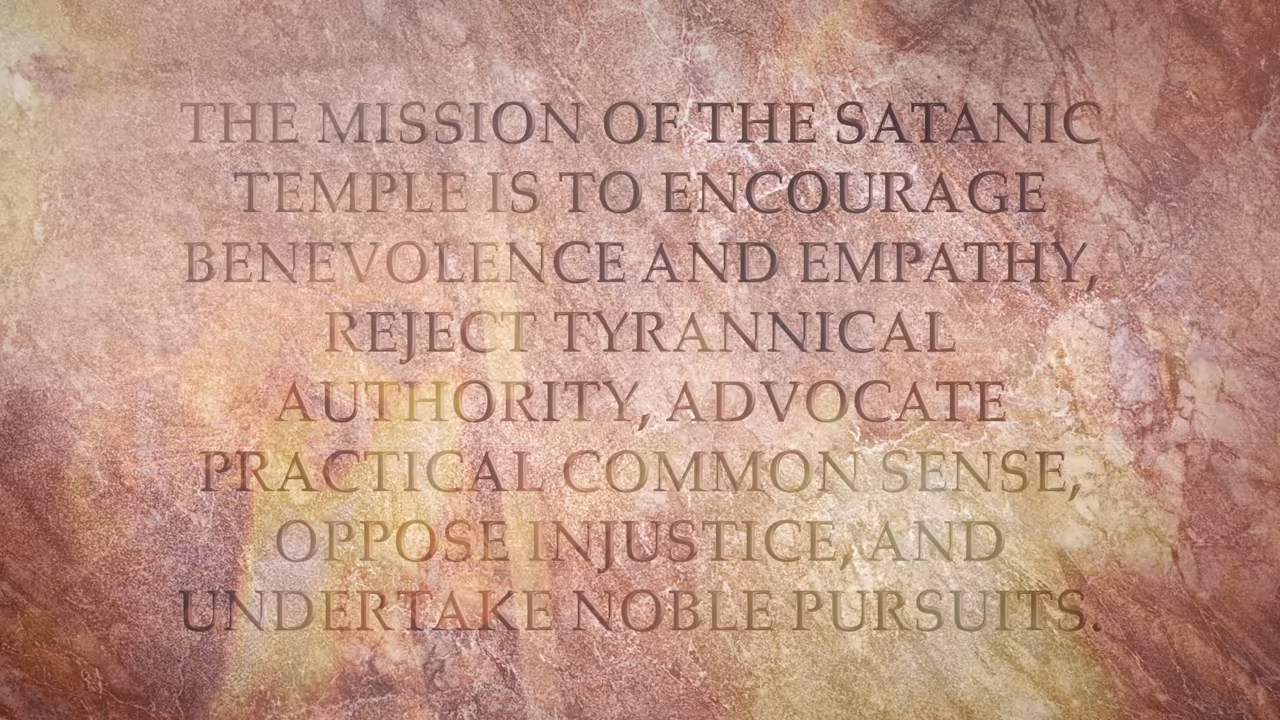 THE MISSION OF THE SATANIC
TEMPLE IS TO ENCOURAGE
BENEVOLENCE AND EMPATHY,
REJECT TYRANNICAL
AUTHORITY, ADVOCATE
PRACTICAL COMMON SENSE,
OPPOSE INJUSTICE, AND
UNDERTAKE NOBLE PURSUITS.